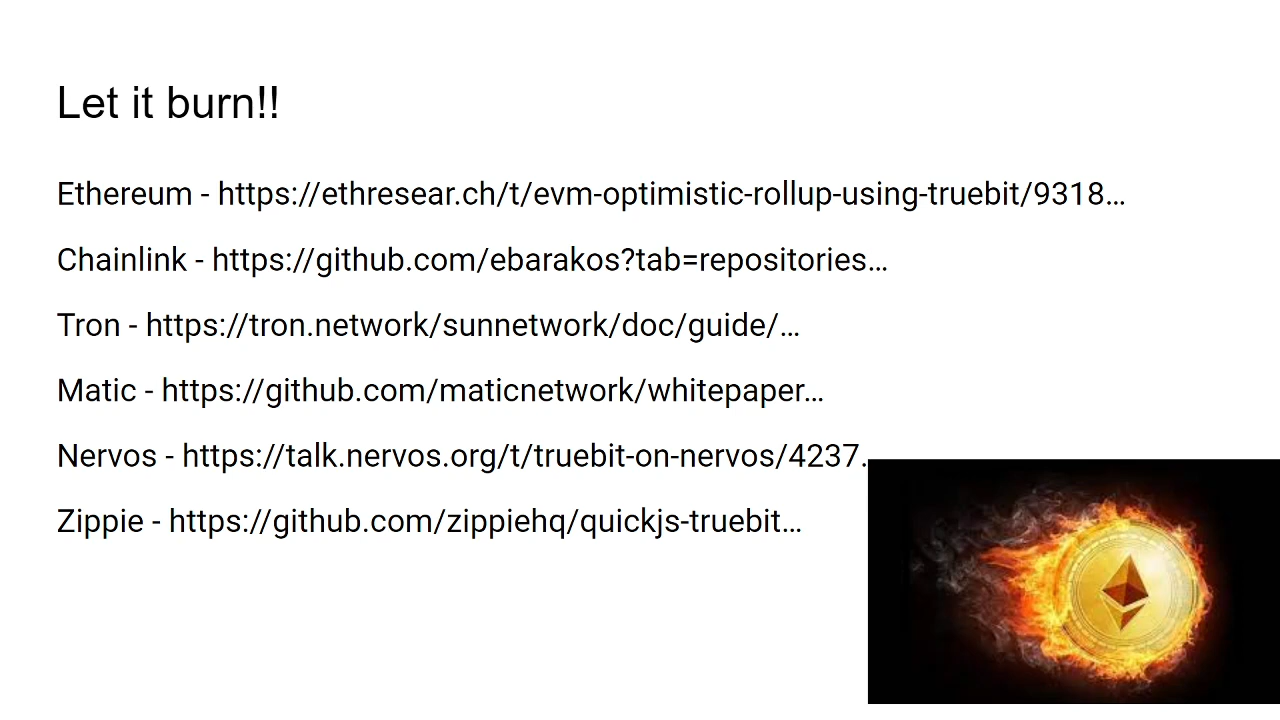 Let it burn!!
Ethereum - https://ethresear.ch/t/evm-optimistic-rollup-using-truebit/9318…
Chainlink - https://github.com/ebarakos?tab=repositories…
Tron - https://tron.network/sunnetwork/doc/guide/…
Matic - https://github.com/maticnetwork/whitepaper…
Nervos - https://talk.nervos.org/t/truebit-on-nervos/4237.
Zippie - https://github.com/zippiehq/quickjs-truebit…